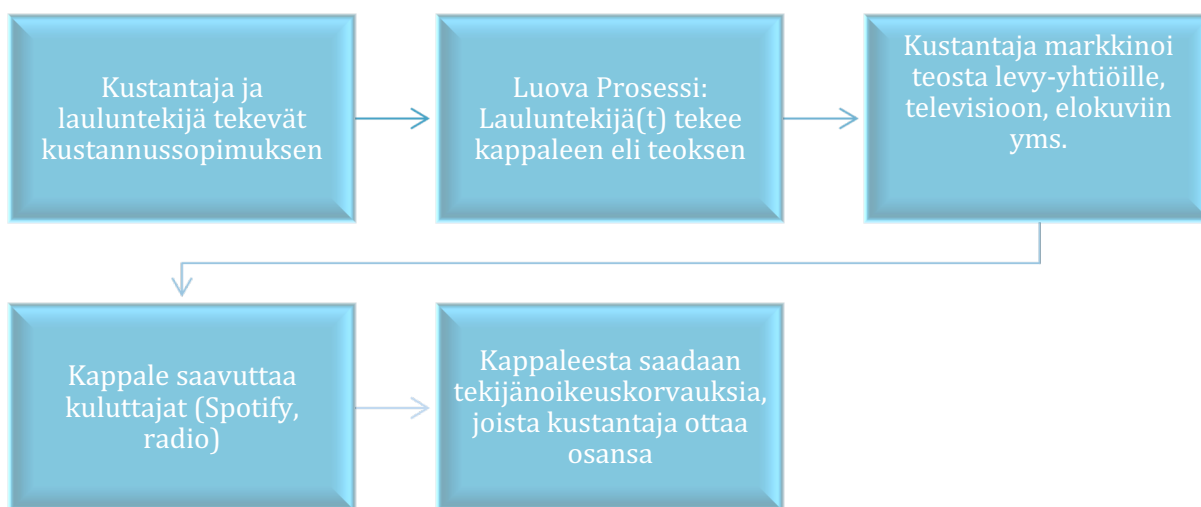 Kustantaja ja
lauluntekijä tekevät
kustannussopimuksen
Luova Prosessi:
Lauluntekijä(t) tekee
kappaleen eli teoksen
Kustantaja markkinoi
teosta levy-yhtiöille,
televisioon, elokuviin
yms.
Kappale saavuttaa
kuluttajat (Spotify,
radio)
Kappaleesta saadaan
tekijänoikeuskorvauksia,
joista kustantaja ottaa
osansa